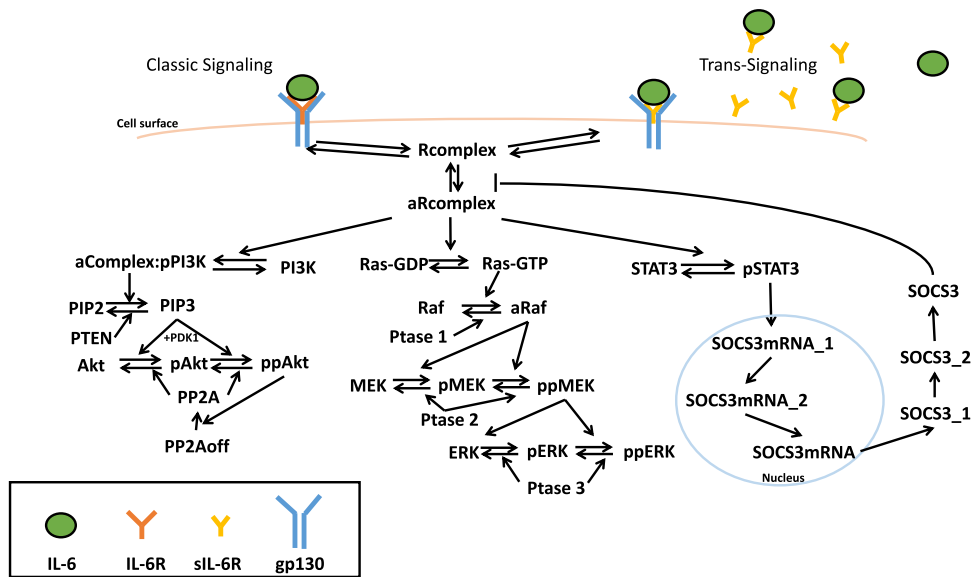 Classic Signaling
Trans-Signaling
Cell surface
Rcomplex
aRcomplex
aComplex:pPI3K
PI3K
Ras-GDP
Ras-GTP
STAT3
pSTAT3
PIP2
PIP3
PTEN
+PDK1
Akt
pAkt
ppAkt
PP2A
PP2Aoff
Raf
aRaf
Ptase 1
MEK
pMEK
ppMEK
Ptase 2
ERK
pERK
ppERK
Ptase 3
SOCS3mRNA_1
SOCS3mRNA_2
SOCS3mRNA
Nucleus
SOCS3
SOCS3_2
SOCS3_1
IL-6
IL-6R
sIL-6R
gp130